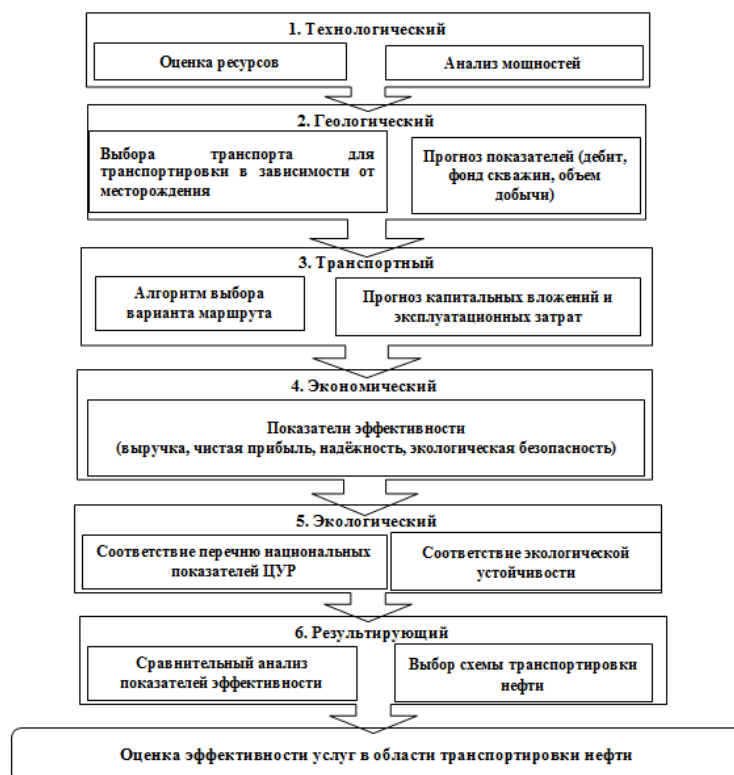 1. Технологический
Оценка ресурсов
Анализ мощностей
2. Геологический
Выбора транспорта для
транспортировки в зависимости от
месторождения
Прогноз показателей (дебит,
фонд скважин, объем
добычи)
3. Транспортный
Алгоритм выбора
варианта маршрута
Прогноз капитальных вложений и
эксплуатационных затрат
4. Экономический
Показатели эффективности
(выручка, чистая прибыль, надёжность, экологическая безопасность)
5. Экологический
Соответствие перечню национальных
показателей ЦУР
Соответствие экологической
устойчивости
6. Результирующий
Сравнительный анализ
показателей эффективности
Выбор схемы транспортировки
нефти
Оценка эффективности услуг в области транспортировки нефти